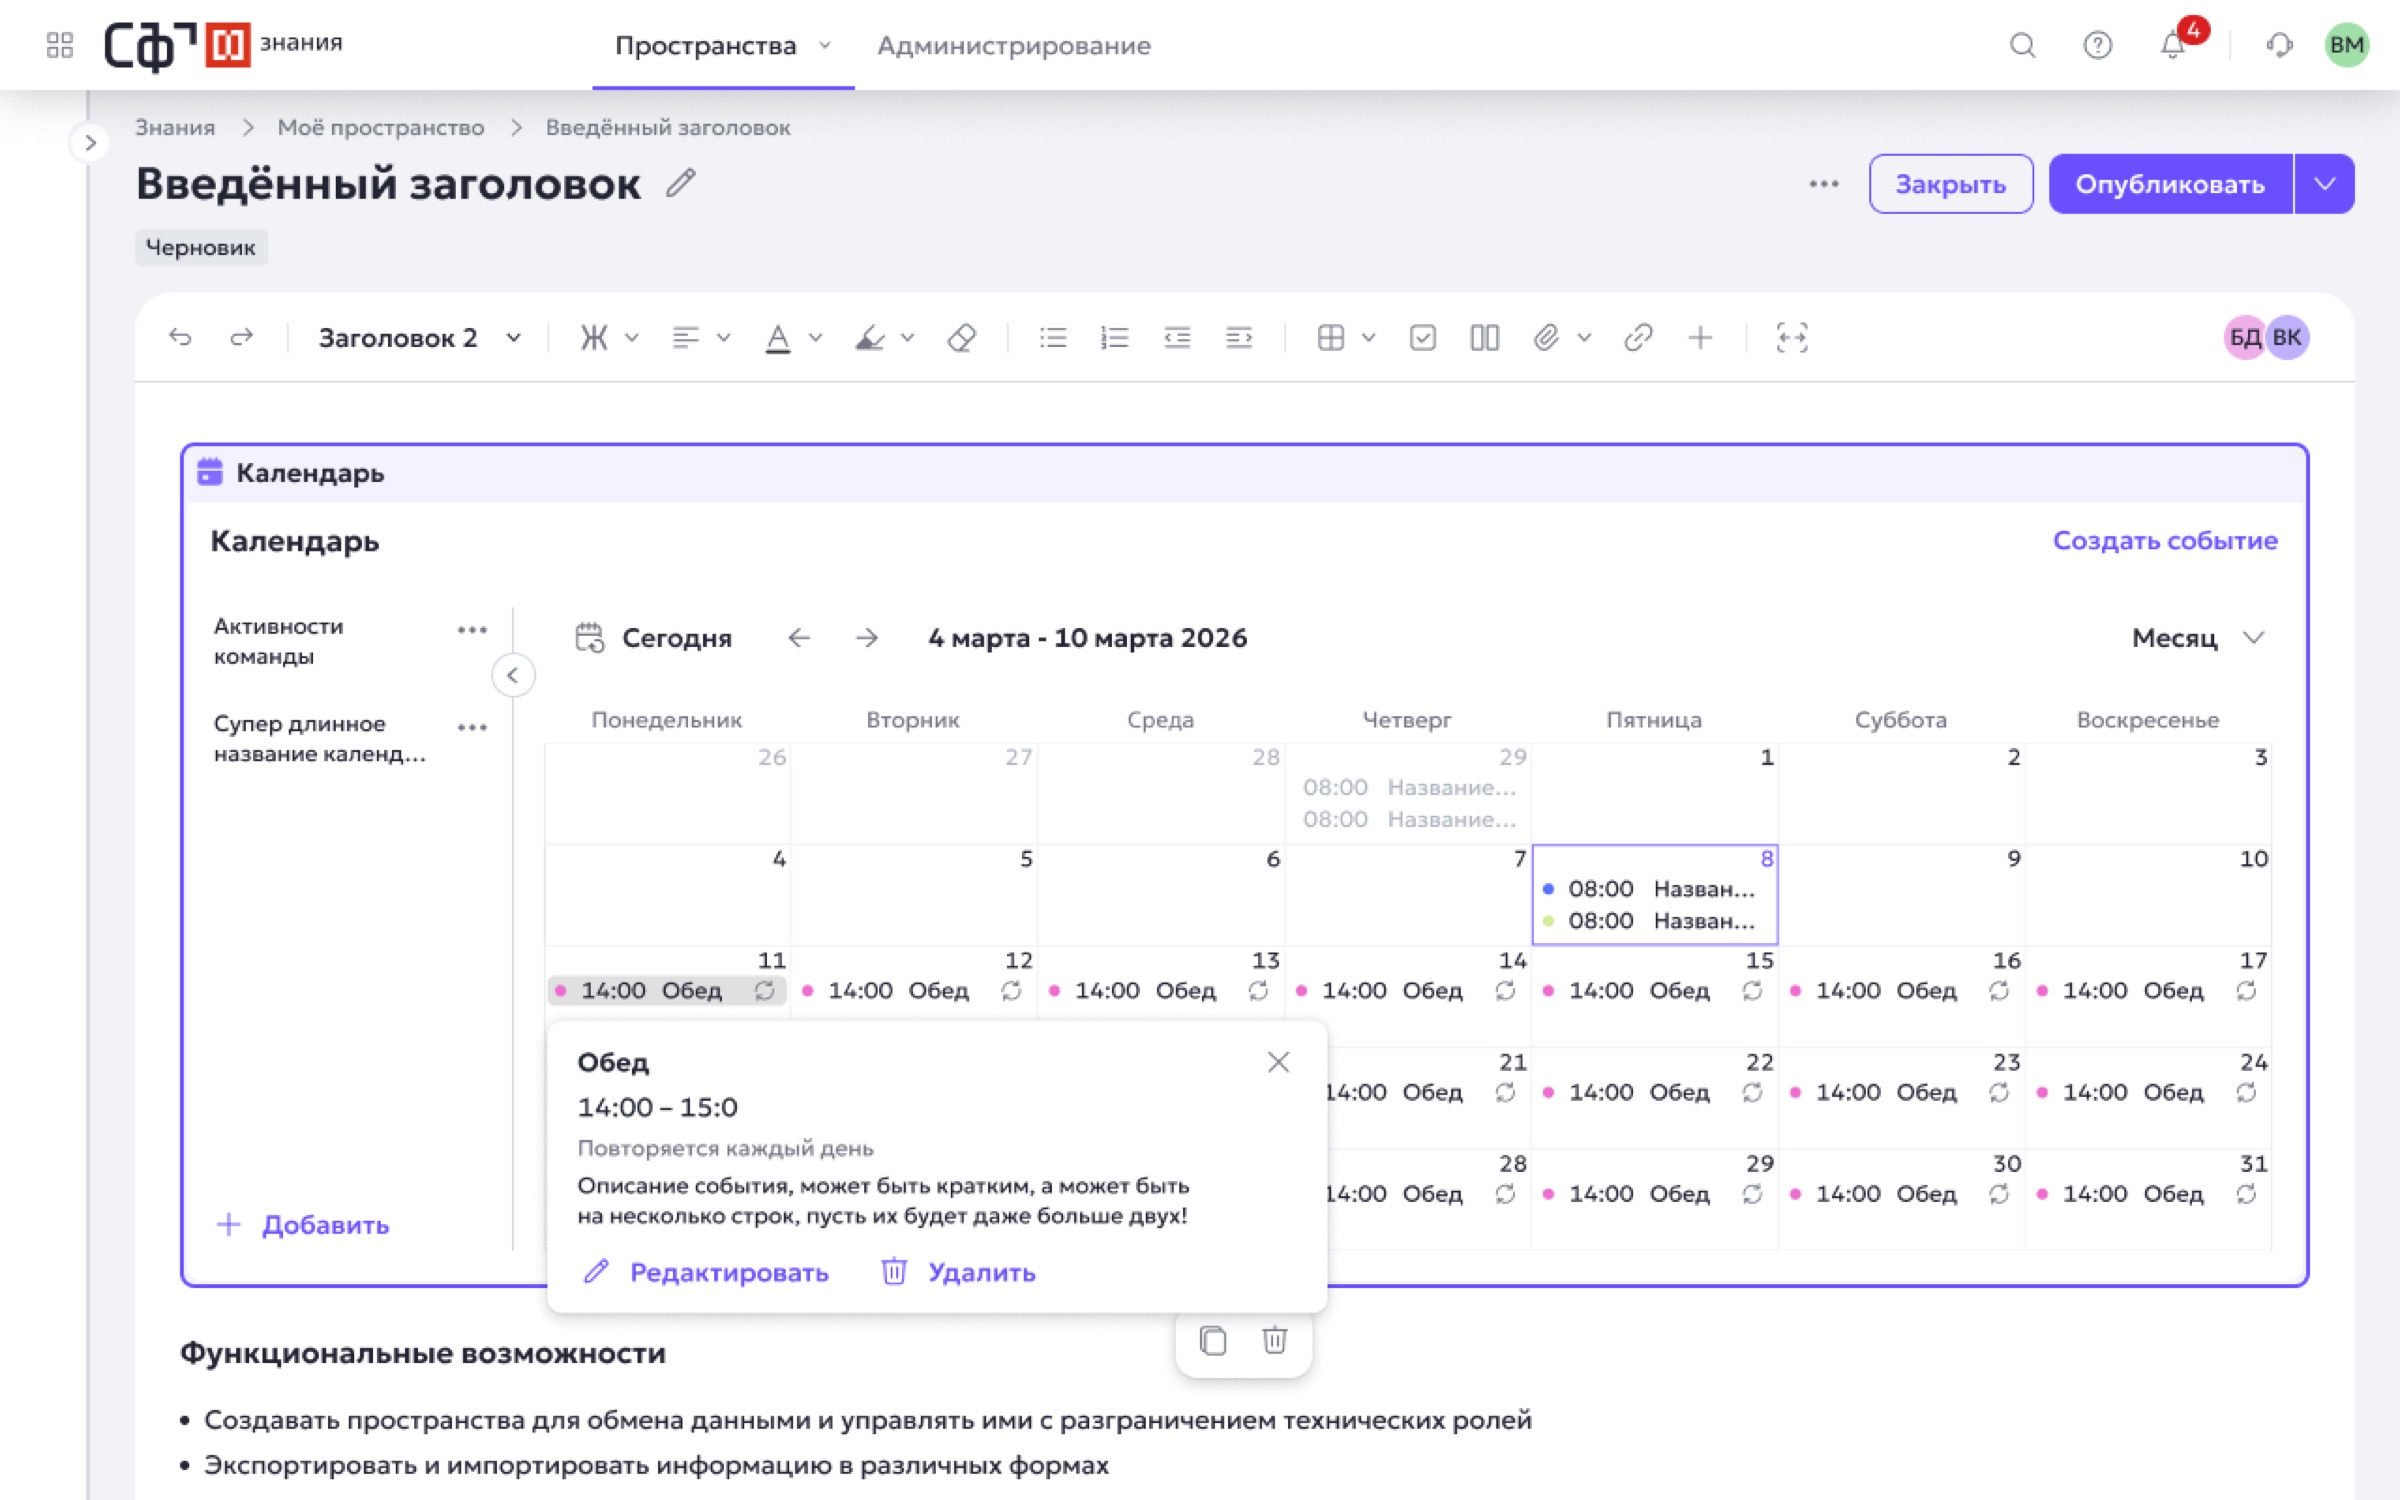 Сф знания
Пространства
Администрирование
4
ВМ
Знания > Моё пространство > Введённый заголовок
Введённый заголовок
Закрыть
Опубликовать
Черновик
Заголовок 2
Ж
А
БД ВК
Календарь
Календарь
Создать событие
Активности
команды
Супер длинное
название календ...
Добавить
Сегодня
4 марта - 10 марта 2026
Месяц
Понедельник Вторник Среда Четверг Пятница Суббота Воскресенье
26 27 28 29 1 2 3
08:00 Название...
08:00 Название...
4 5 6 7 8 9 10
08:00 Назван...
08:00 Назван...
11 12 13 14 15 16 17
14:00 Обед 14:00 Обед 14:00 Обед 14:00 Обед 14:00 Обед 14:00 Обед 14:00 Обед
21 22 23 24
14:00 Обед 14:00 Обед 14:00 Обед 14:00 Обед
28 29 30 31
14:00 Обед 14:00 Обед 14:00 Обед 14:00 Обед
Обед
14:00 – 15:0
Повторяется каждый день
Описание события, может быть кратким, а может быть
на несколько строк, пусть их будет даже больше двух!
Редактировать
Удалить
Функциональные возможности
• Создавать пространства для обмена данными и управлять ими с разграничением технических ролей
• Экспортировать и импортировать информацию в различных формах